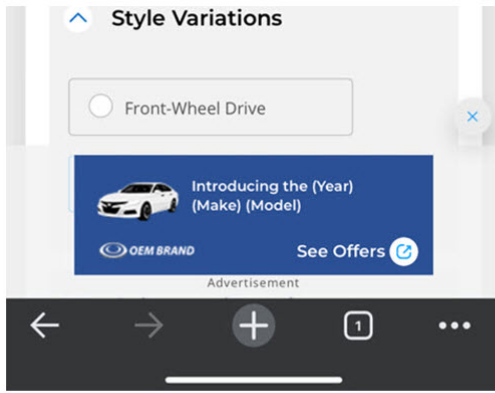 Style Variations
Front-Wheel Drive
Introducing the (Year)
(Make) (Model)
OEM BRAND
See Offers
Advertisement
1